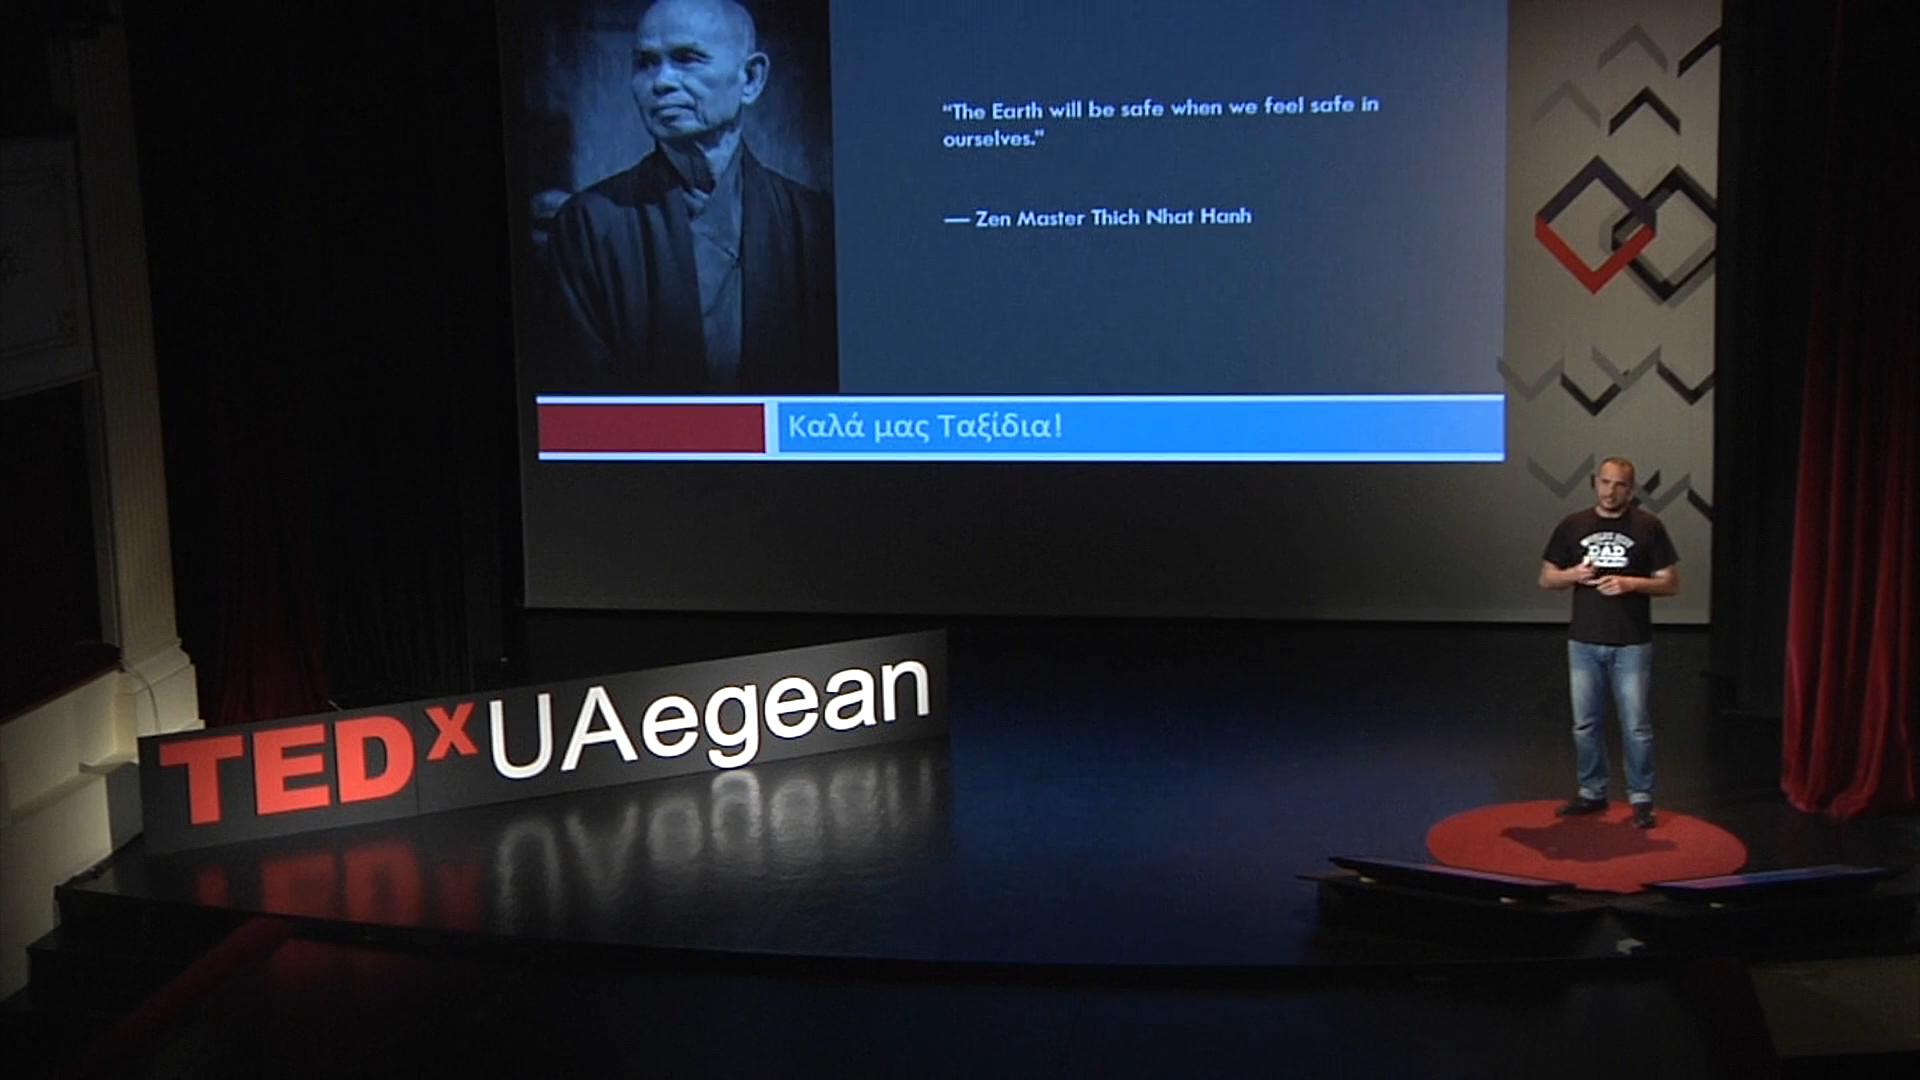 “The Earth will be safe when we feel safe in
ourselves.”
— Zen Master Thich Nhat Hanh
Καλά μας Ταξίδια!
DAD
TEDxUAegean